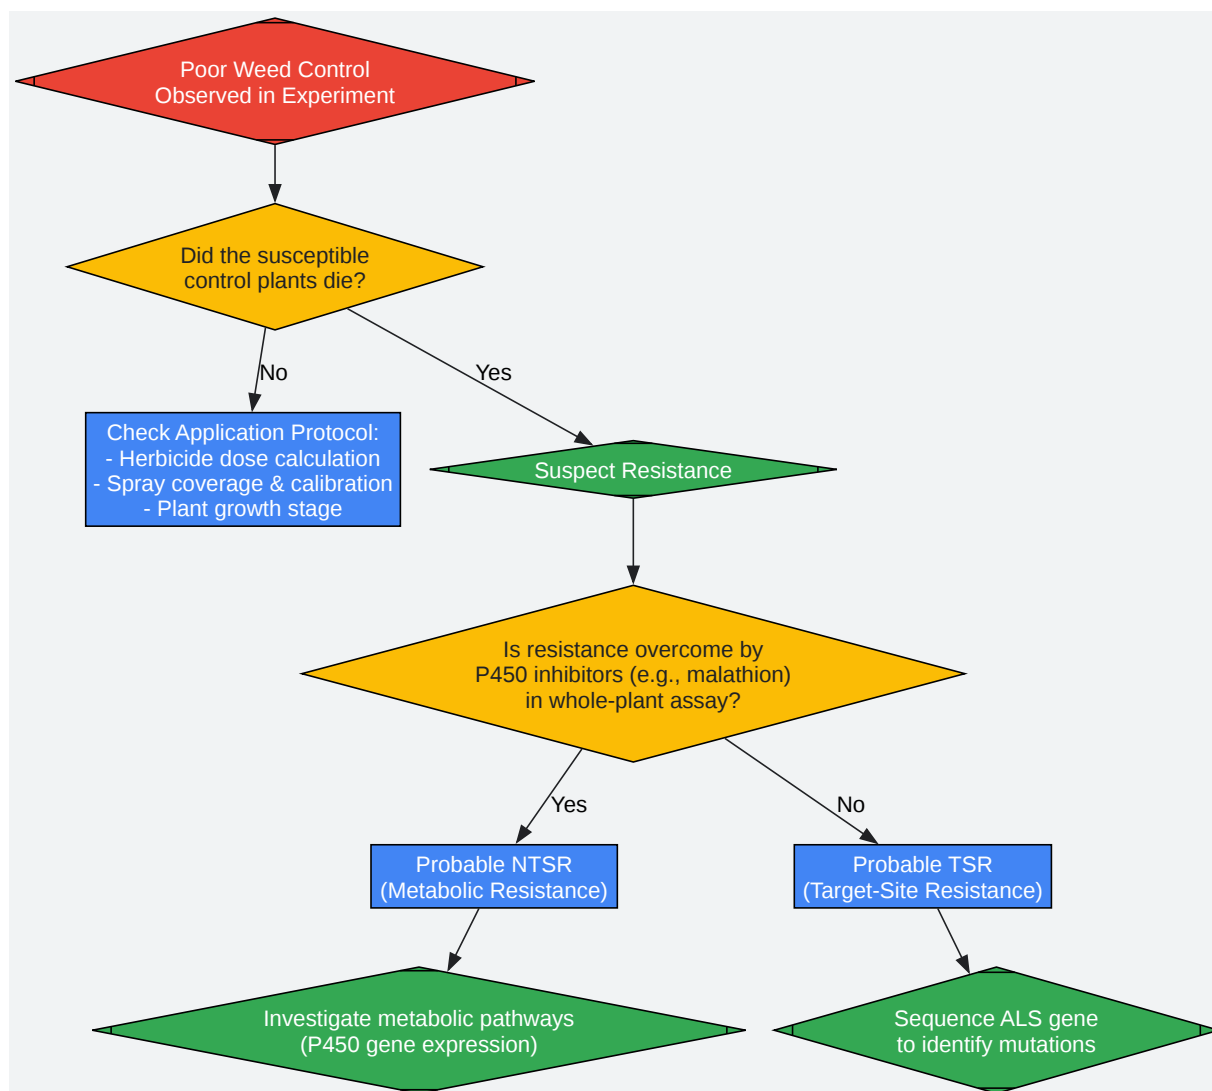 Poor Weed Control
Observed in Experiment
Did the susceptible
control plants die?
No
Yes
Check Application Protocol:
- Herbicide dose calculation
- Spray coverage & calibration
- Plant growth stage
Suspect Resistance
Is resistance overcome by
P450 inhibitors (e.g., malathion)
in whole-plant assay?
Yes
No
Probable NTSR
(Metabolic Resistance)
Probable TSR
(Target-Site Resistance)
Investigate metabolic pathways
(P450 gene expression)
Sequence ALS gene
to identify mutations